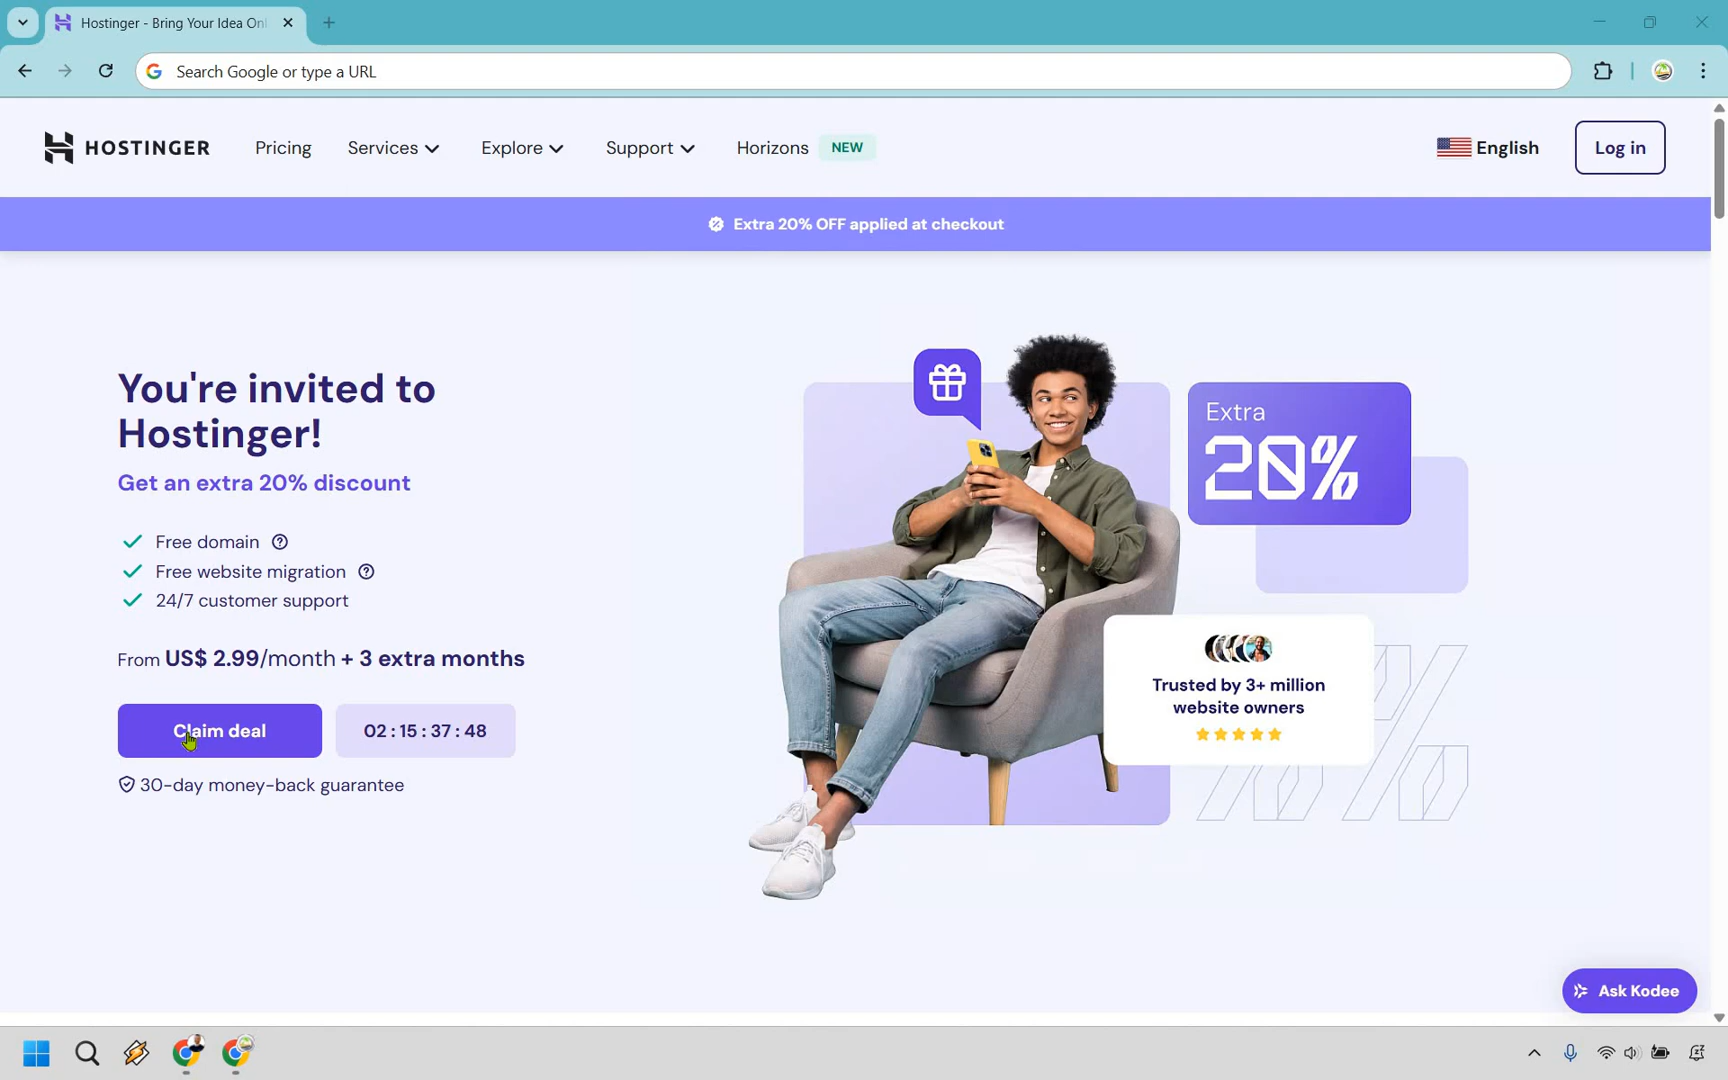 Hostinger - Bring Your Idea Onl
Search Google or type a URL
HOSTINGER
Pricing
Services
Explore
Support
Horizons
NEW
English
Log in
Extra 20% OFF applied at checkout
You're invited to
Hostinger!
Get an extra 20% discount
Free domain
Free website migration
24/7 customer support
From US$ 2.99/month + 3 extra months
Claim deal
02 : 15 : 37 : 48
30-day money-back guarantee
Extra
20%
Trusted by 3+ million
website owners
Ask Kodee